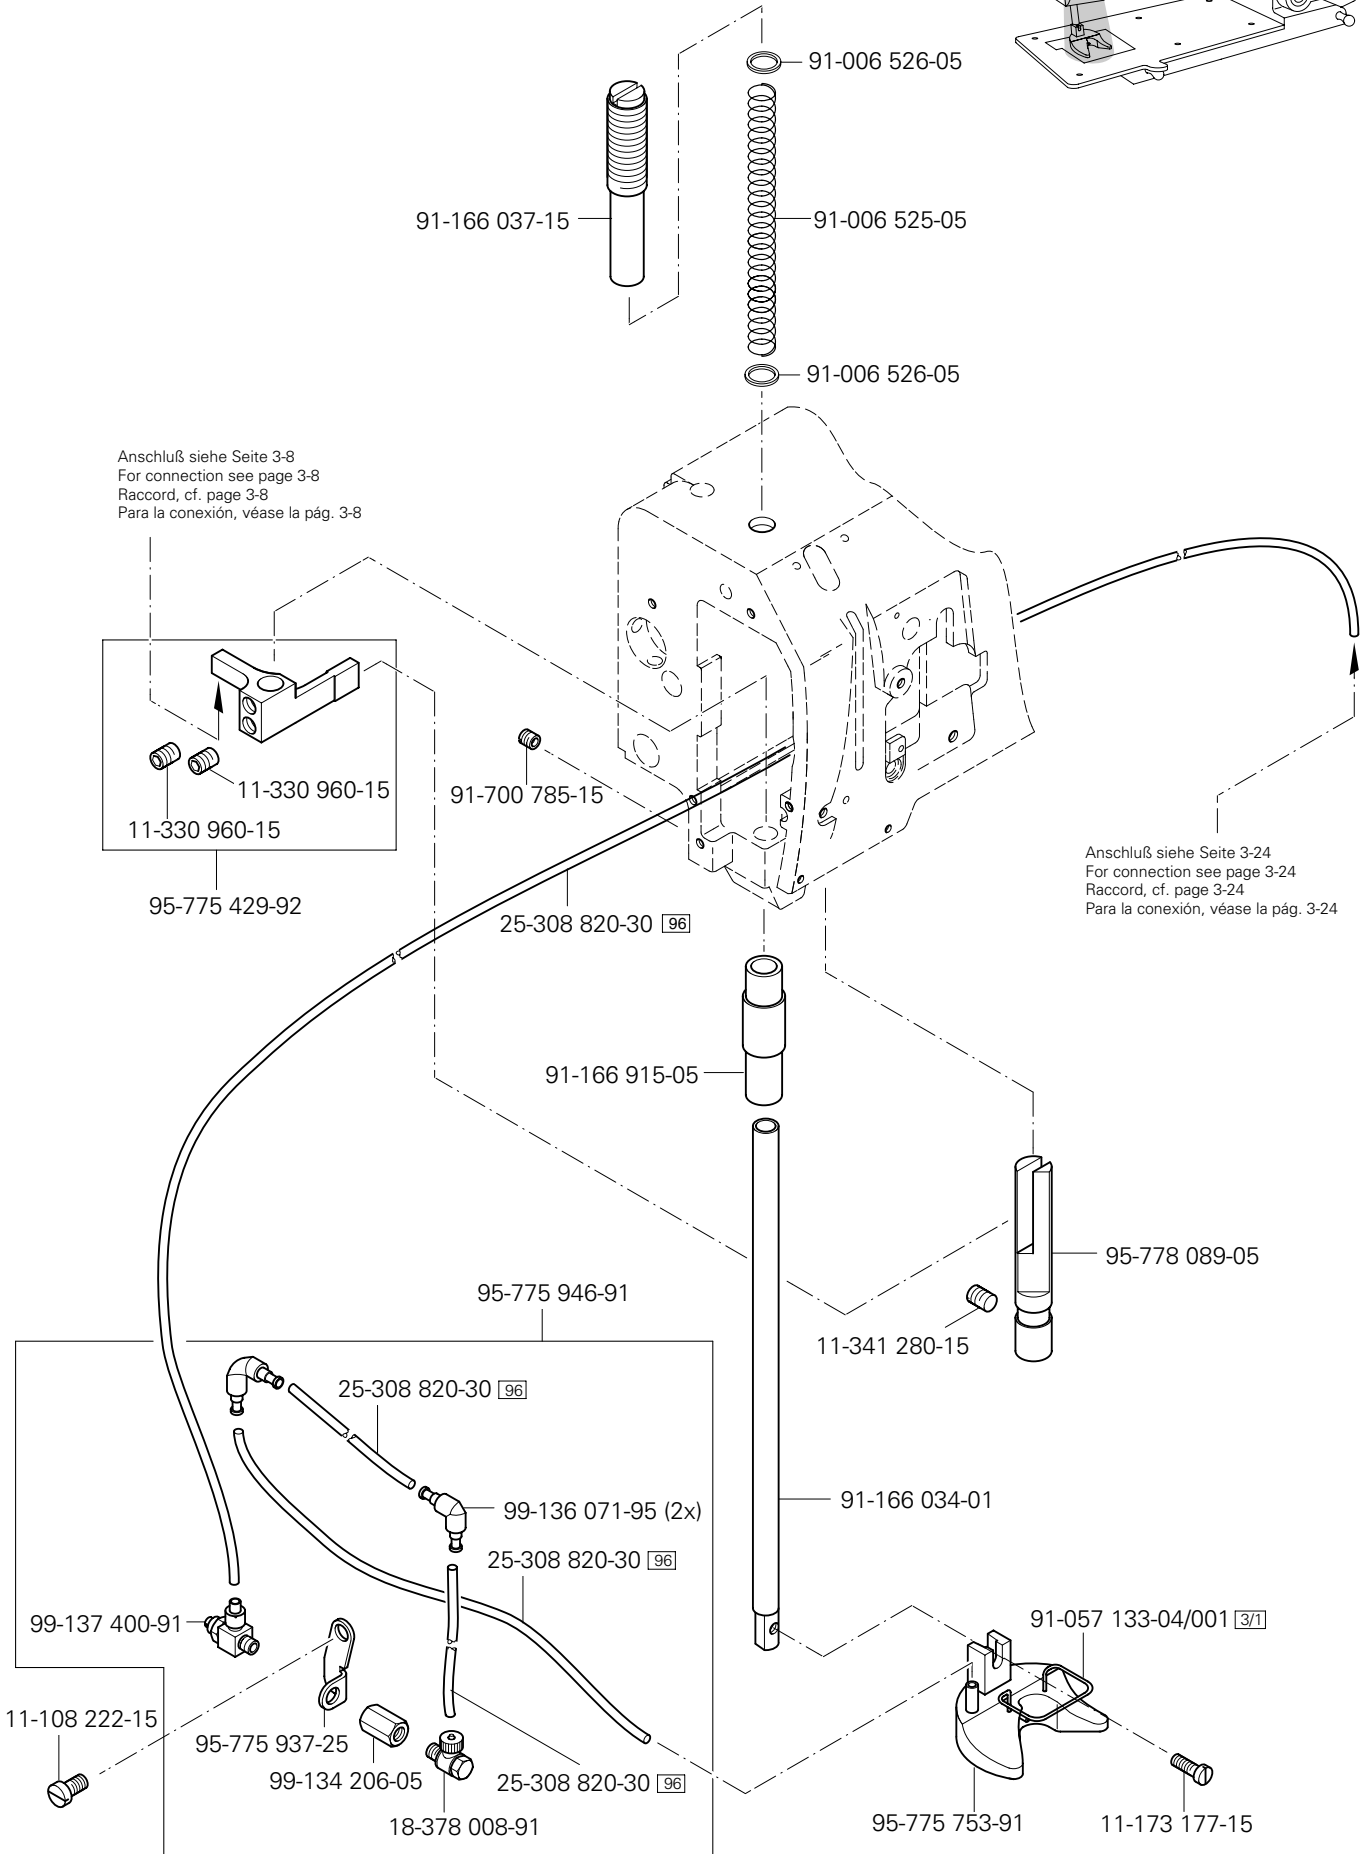 91-006 526-05
91-166 037-15
91-006 525-05
91-006 526-05
Anschluß siehe Seite 3-8
For connection see page 3-8
Raccord, cf. page 3-8
Para la conexión, véase la pág. 3-8
11-330 960-15
11-330 960-15
95-775 429-92
91-700 785-15
25-308 820-30 96
Anschluß siehe Seite 3-24
For connection see page 3-24
Raccord, cf. page 3-24
Para la conexión, véase la pág. 3-24
91-166 915-05
95-778 089-05
11-341 280-15
95-775 946-91
25-308 820-30 96
99-136 071-95 (2x)
91-166 034-01
25-308 820-30 96
99-137 400-91
91-057 133-04/001 3/1
11-108 222-15
95-775 937-25
99-134 206-05
25-308 820-30 96
18-378 008-91
95-775 753-91
11-173 177-15